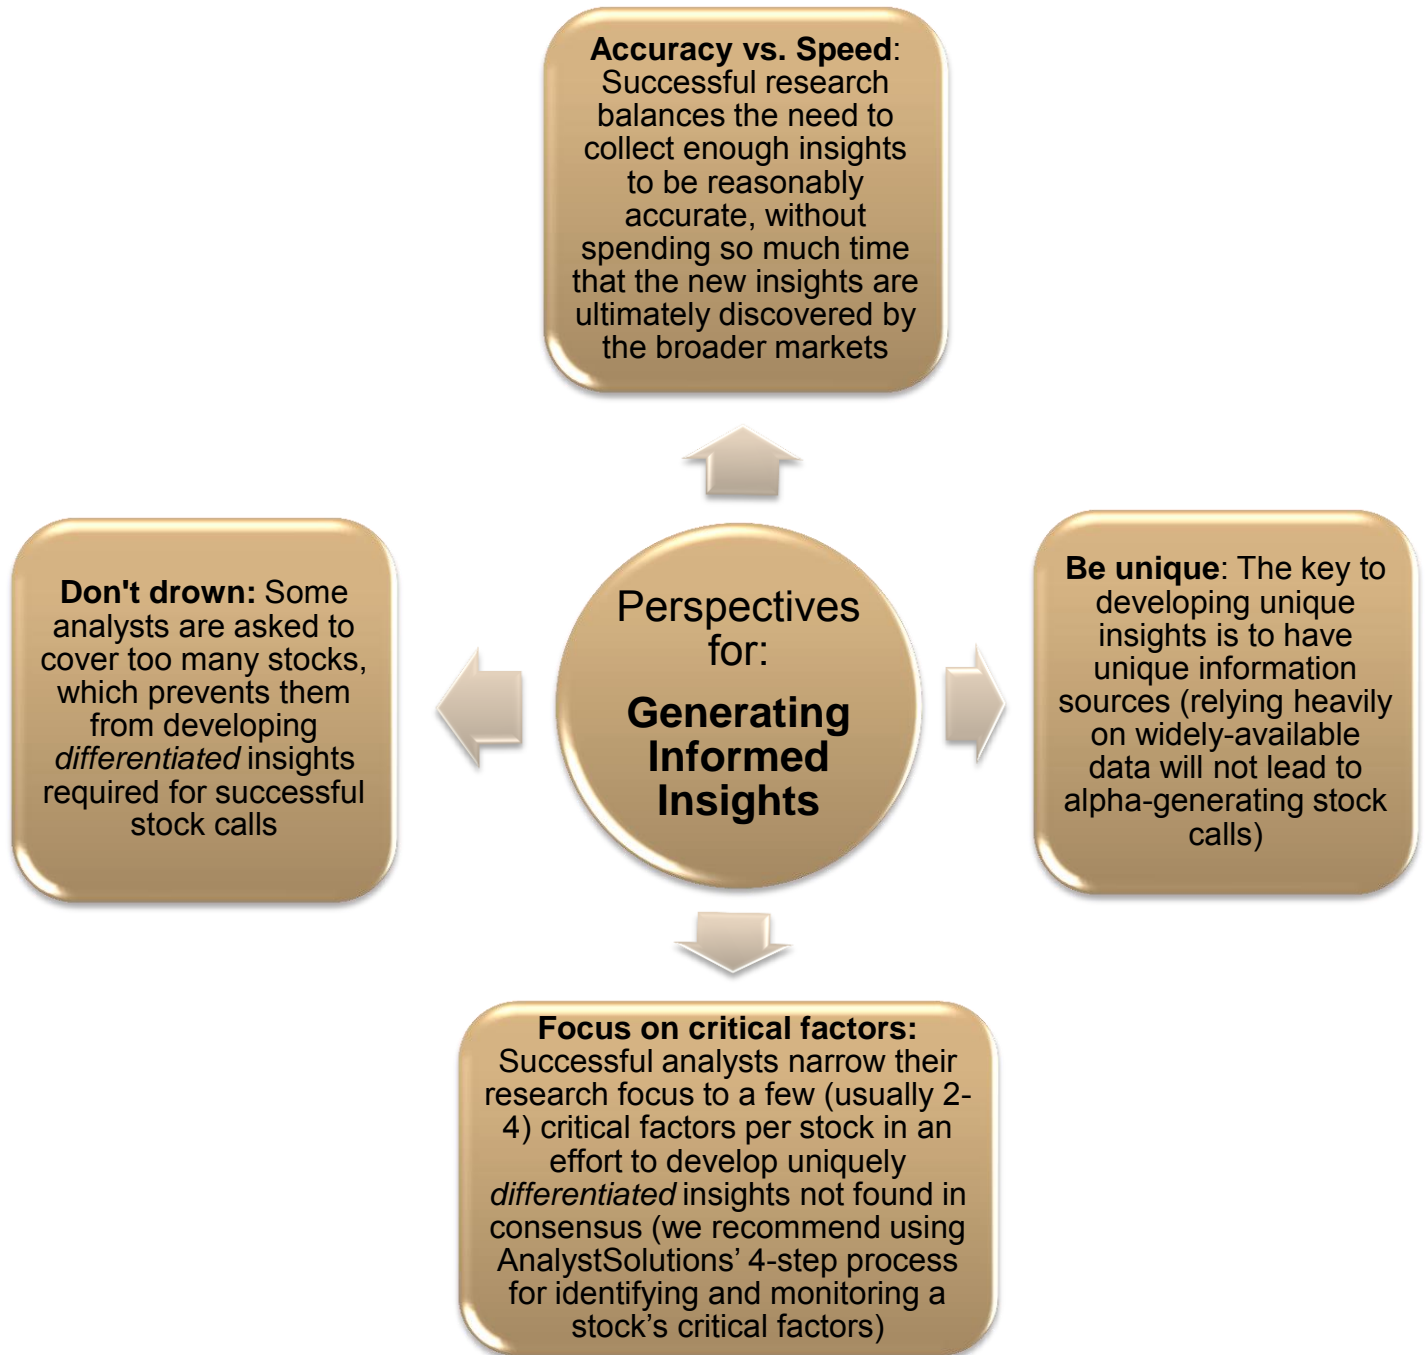 Accuracy vs. Speed:
Successful research
balances the need to
collect enough insights
to be reasonably
accurate, without
spending so much time
that the new insights are
ultimately discovered by
the broader markets
Don't drown: Some
analysts are asked to
cover too many stocks,
which prevents them
from developing
differentiated insights
required for successful
stock calls
Perspectives
for:
Generating
Informed
Insights
Be unique: The key to
developing unique
insights is to have
unique information
sources (relying heavily
on widely-available
data will not lead to
alpha-generating stock
calls)
Focus on critical factors:
Successful analysts narrow their
research focus to a few (usually 2-
4) critical factors per stock in an
effort to develop uniquely
differentiated insights not found in
consensus (we recommend using
AnalystSolutions’ 4-step process
for identifying and monitoring a
stock’s critical factors)